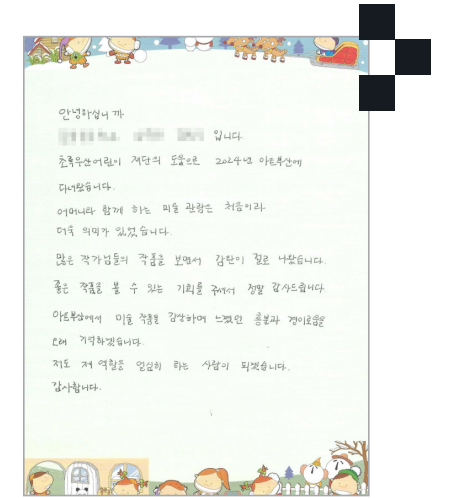 안녕하십니까
입니다
초록우산어린이 재단의 도움으로 2024년 아트부산에
다녀왔습니다.
어머니와 함께 하는 미술 관람은 처음이라
더욱 의미가 있었습니다.
많은 작가님들의 작품을 보면서 감탄이 절로 나왔습니다.
좋은 작품을 볼 수 있는 기회를 주셔서 정말 감사드립니다.
아트부산에서 미술 작품을 감상하며 느꼈던 흥분과 경이로움을
오래 기억하겠습니다.
저도 제 역할을 열심히 하는 사람이 되겠습니다.
감사합니다.